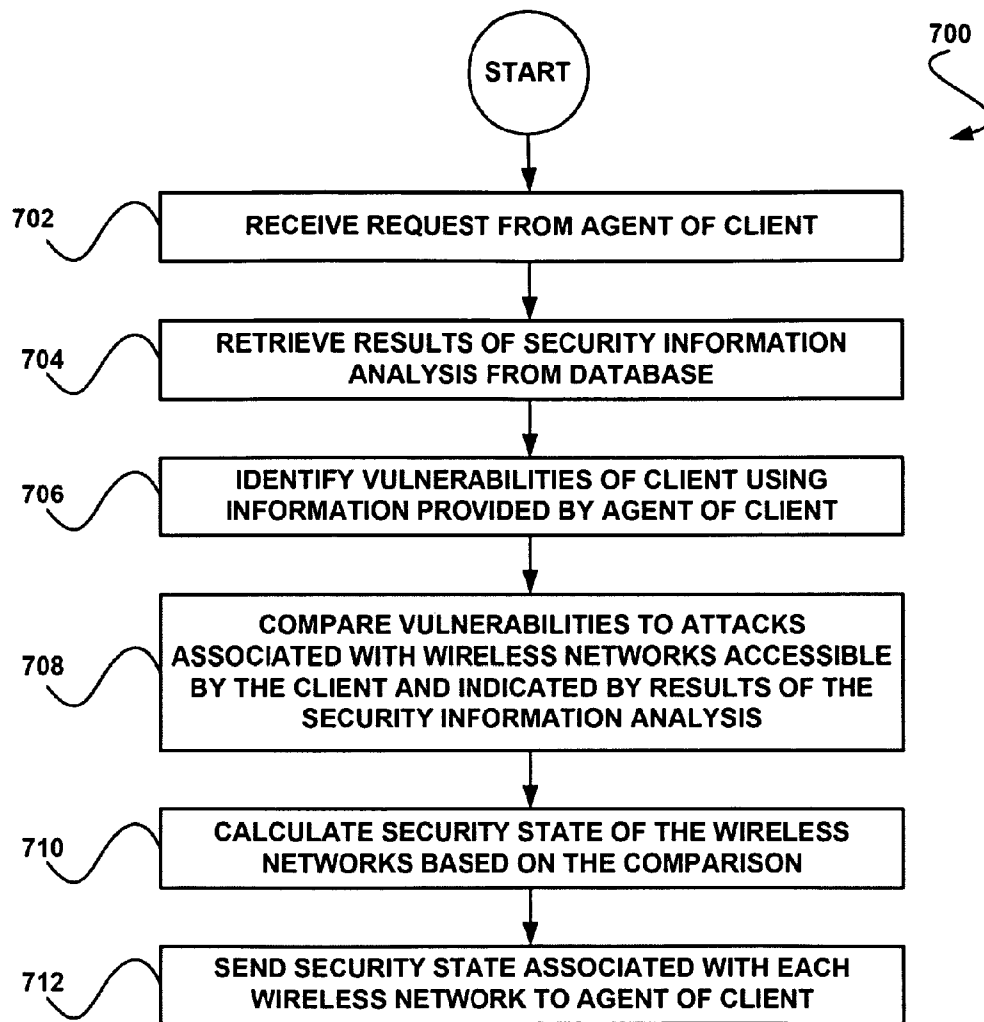 700
START
702
RECEIVE REQUEST FROM AGENT OF CLIENT
704
RETRIEVE RESULTS OF SECURITY INFORMATION
ANALYSIS FROM DATABASE
706
IDENTIFY VULNERABILITIES OF CLIENT USING
INFORMATION PROVIDED BY AGENT OF CLIENT
708
COMPARE VULNERABILITIES TO ATTACKS
ASSOCIATED WITH WIRELESS NETWORKS ACCESSIBLE
BY THE CLIENT AND INDICATED BY RESULTS OF THE
SECURITY INFORMATION ANALYSIS
710
CALCULATE SECURITY STATE OF THE WIRELESS
NETWORKS BASED ON THE COMPARISON
712
SEND SECURITY STATE ASSOCIATED WITH EACH
WIRELESS NETWORK TO AGENT OF CLIENT